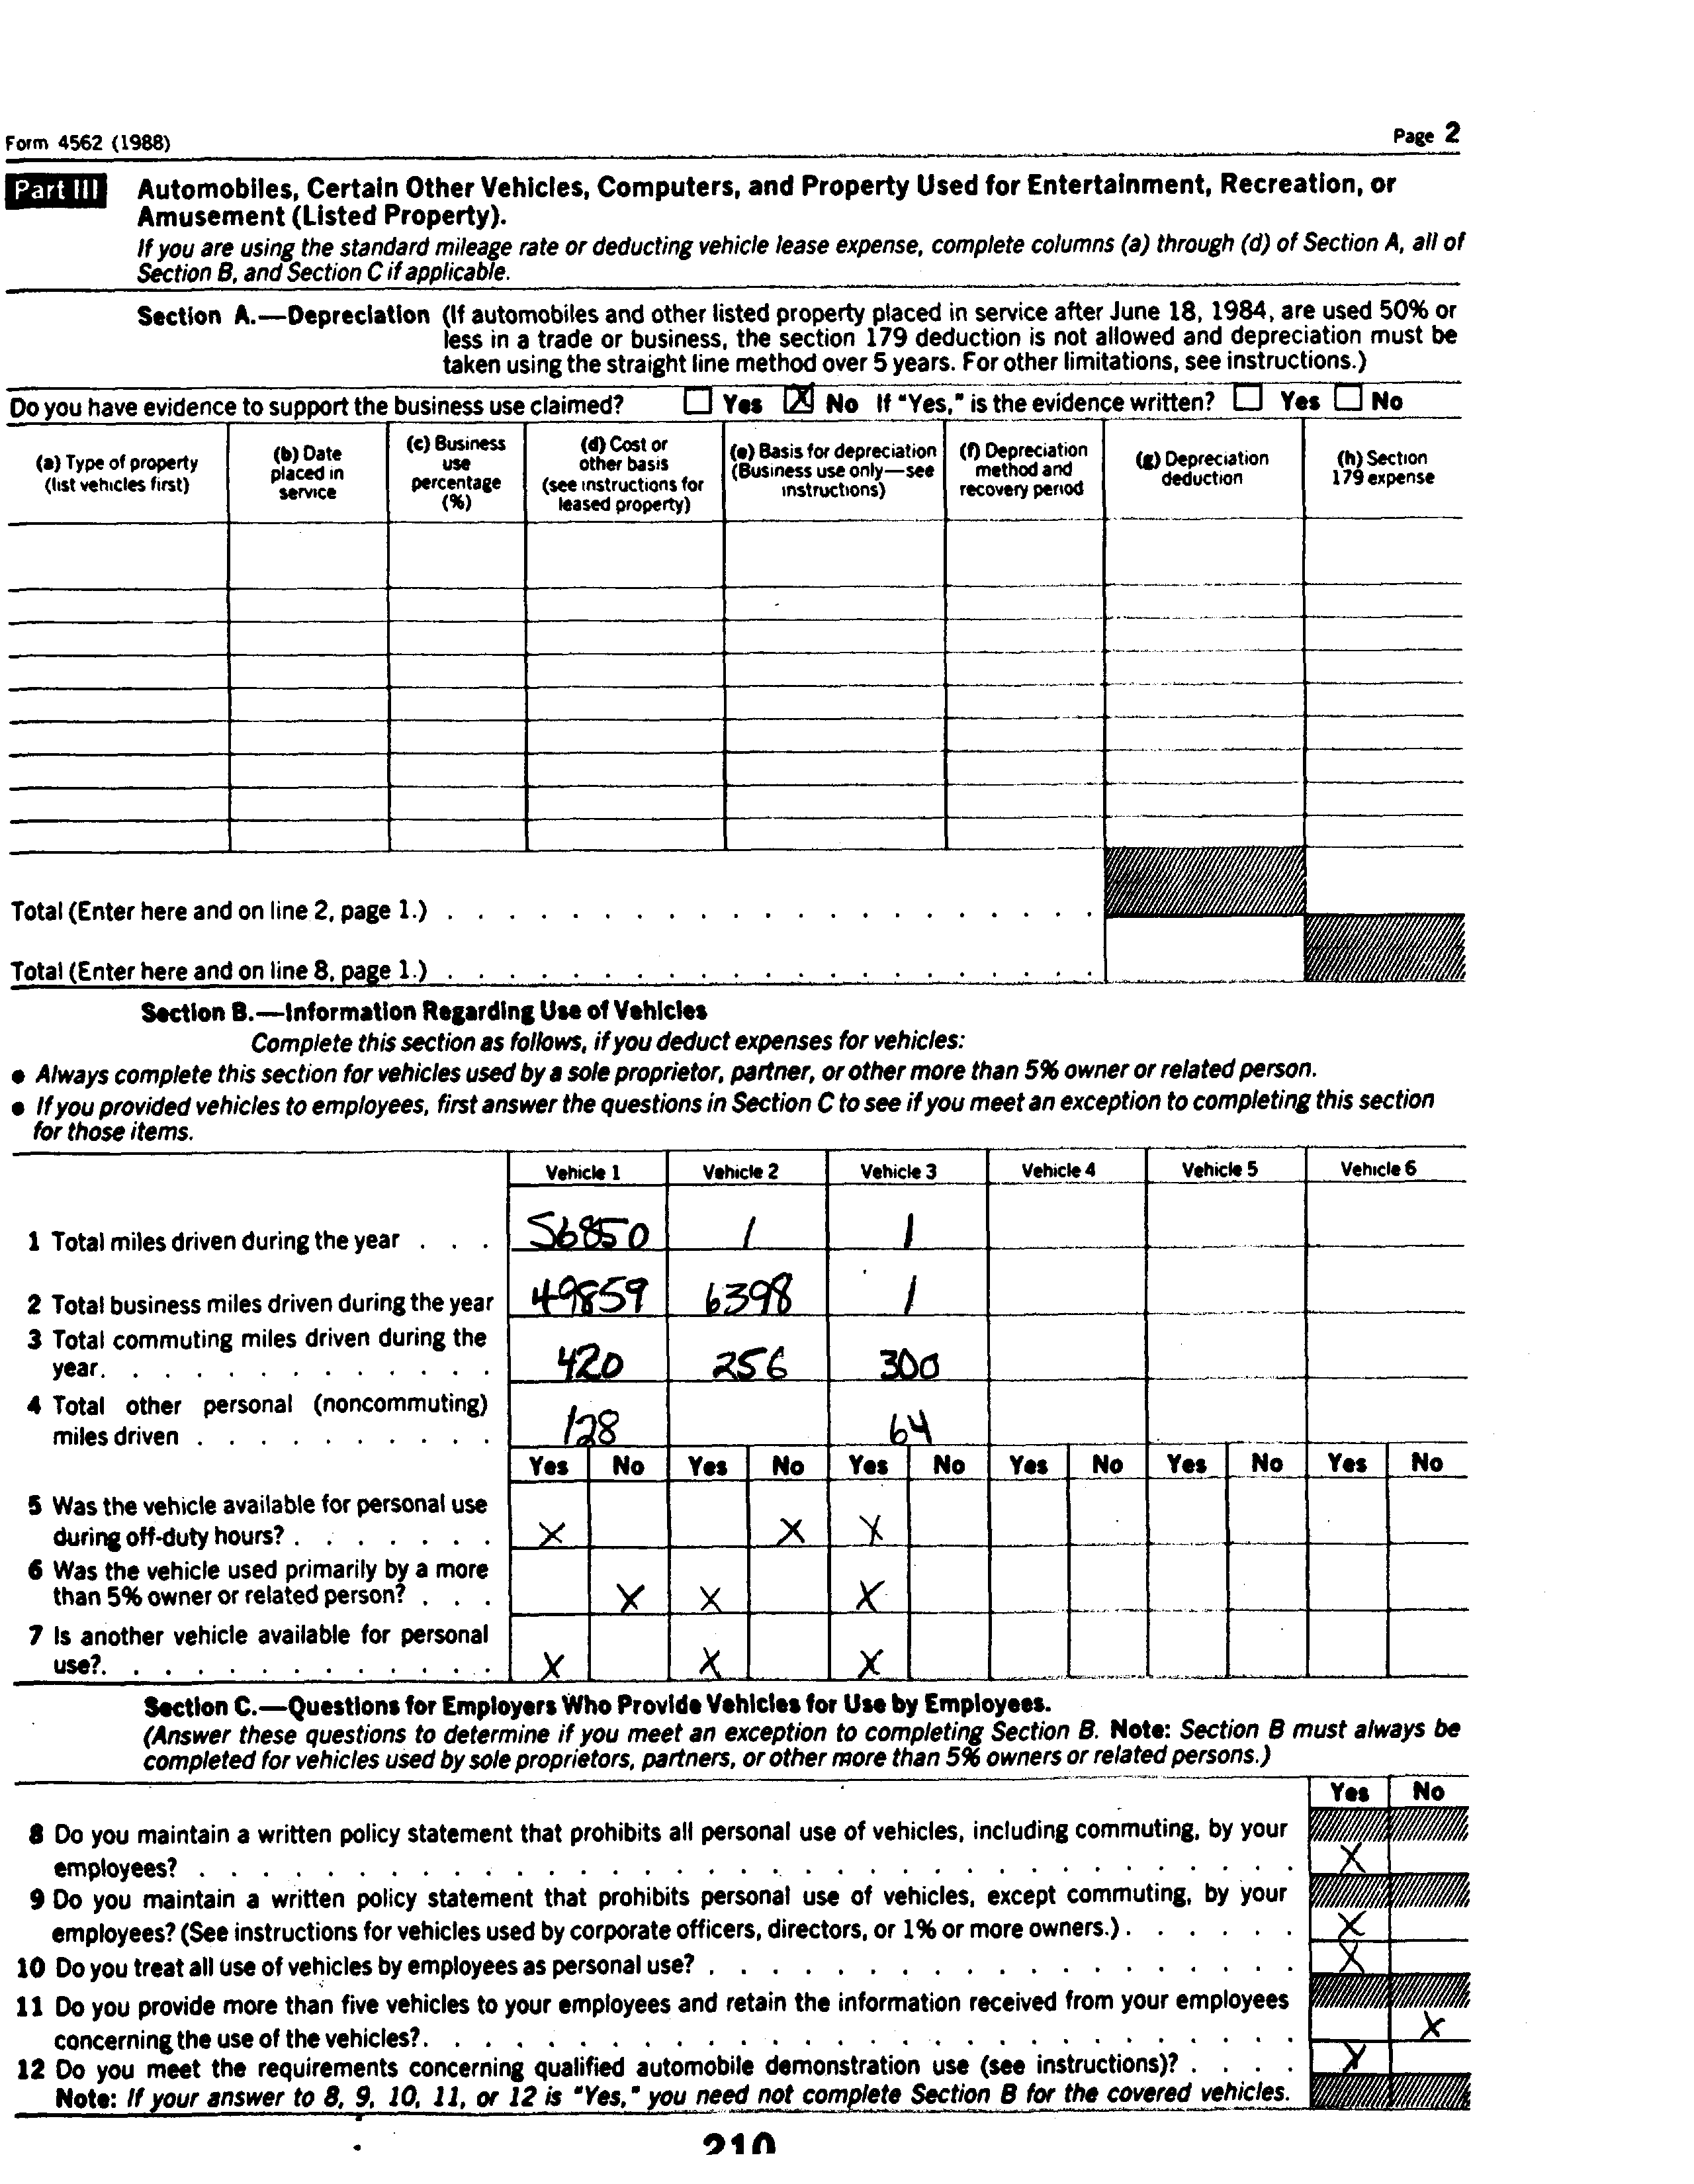 Form 4562 (1988)
Page 2
Part III Automobiles, Certain Other Vehicles, Computers, and Property Used for Entertainment, Recreation, or
Amusement (Listed Property).
If you are using the standard mileage rate or deducting vehicle lease expense, complete columns (a) through (d) of Section A, all of
Section B, and Section C if applicable.
Section A.—Depreciation (If automobiles and other listed property placed in service after June 18, 1984, are used 50% or
less in a trade or business, the section 179 deduction is not allowed and depreciation must be
taken using the straight line method over 5 years. For other limitations, see instructions.)
Do you have evidence to support the business use claimed? Yes X No If "Yes," is the evidence written? Yes No
(a) Type of property
(list vehicles first)
(b) Date
placed in
service
(c) Business
use
percentage
(%)
(d) Cost or
other basis
(see instructions for
leased property)
(e) Basis for depreciation
(Business use only—see
instructions)
(f) Depreciation
method and
recovery period
(g) Depreciation
deduction
(h) Section
179 expense
Total (Enter here and on line 2, page 1.) . . . . . . . . . . . . . . . . . . . . .
Total (Enter here and on line 8, page 1.) . . . . . . . . . . . . . . . . . . . . .
Section B.—Information Regarding Use of Vehicles
Complete this section as follows, if you deduct expenses for vehicles:
● Always complete this section for vehicles used by a sole proprietor, partner, or other more than 5% owner or related person.
● If you provided vehicles to employees, first answer the questions in Section C to see if you meet an exception to completing this section
for those items.
Vehicle 1 Vehicle 2 Vehicle 3 Vehicle 4 Vehicle 5 Vehicle 6
1 Total miles driven during the year . . . 56850 1 1
2 Total business miles driven during the year 49859 6398 1
3 Total commuting miles driven during the
year. . . . . . . . . . . . . 420 256 300
4 Total other personal (noncommuting)
miles driven . . . . . . . . . . 128 64
Yes No Yes No Yes No Yes No Yes No Yes No
5 Was the vehicle available for personal use
during off-duty hours? . . . . . . . X X X
6 Was the vehicle used primarily by a more
than 5% owner or related person? . . . X X X
7 Is another vehicle available for personal
use?. . . . . . . . . . . . . X X X
Section C.—Questions for Employers Who Provide Vehicles for Use by Employees.
(Answer these questions to determine if you meet an exception to completing Section B. Note: Section B must always be
completed for vehicles used by sole proprietors, partners, or other more than 5% owners or related persons.)
Yes No
8 Do you maintain a written policy statement that prohibits all personal use of vehicles, including commuting, by your
employees? . . . . . . . . . . . . . . . . . . . . . . . . . . . . . . . . . . X
9 Do you maintain a written policy statement that prohibits personal use of vehicles, except commuting, by your
employees? (See instructions for vehicles used by corporate officers, directors, or 1% or more owners.) . . . . . . X
10 Do you treat all use of vehicles by employees as personal use? . . . . . . . . . . . . . . . . . . . X
11 Do you provide more than five vehicles to your employees and retain the information received from your employees
concerning the use of the vehicles?. . . . . . . . . . . . . . . . . . . . . . . . . . . . X
12 Do you meet the requirements concerning qualified automobile demonstration use (see instructions)? . . . . X
Note: If your answer to 8, 9, 10, 11, or 12 is "Yes," you need not complete Section B for the covered vehicles.
210